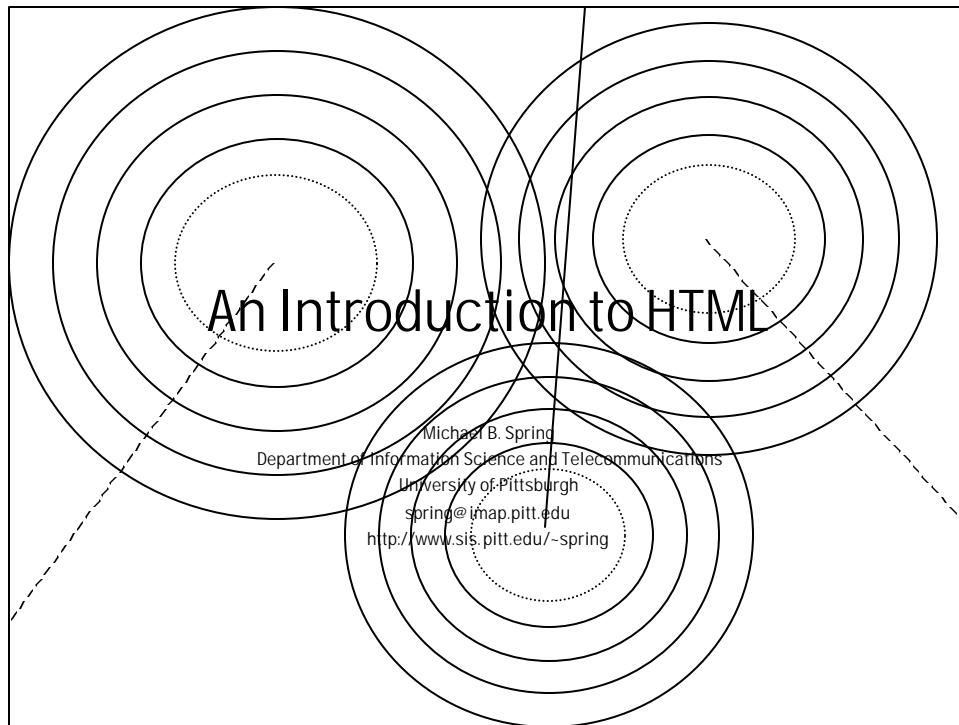 An Introduction to HTML
Michael B. Spring
Department of Information Science and Telecommunications
University of Pittsburgh
spring@imap.pitt.edu
http://www.sis.pitt.edu/~spring